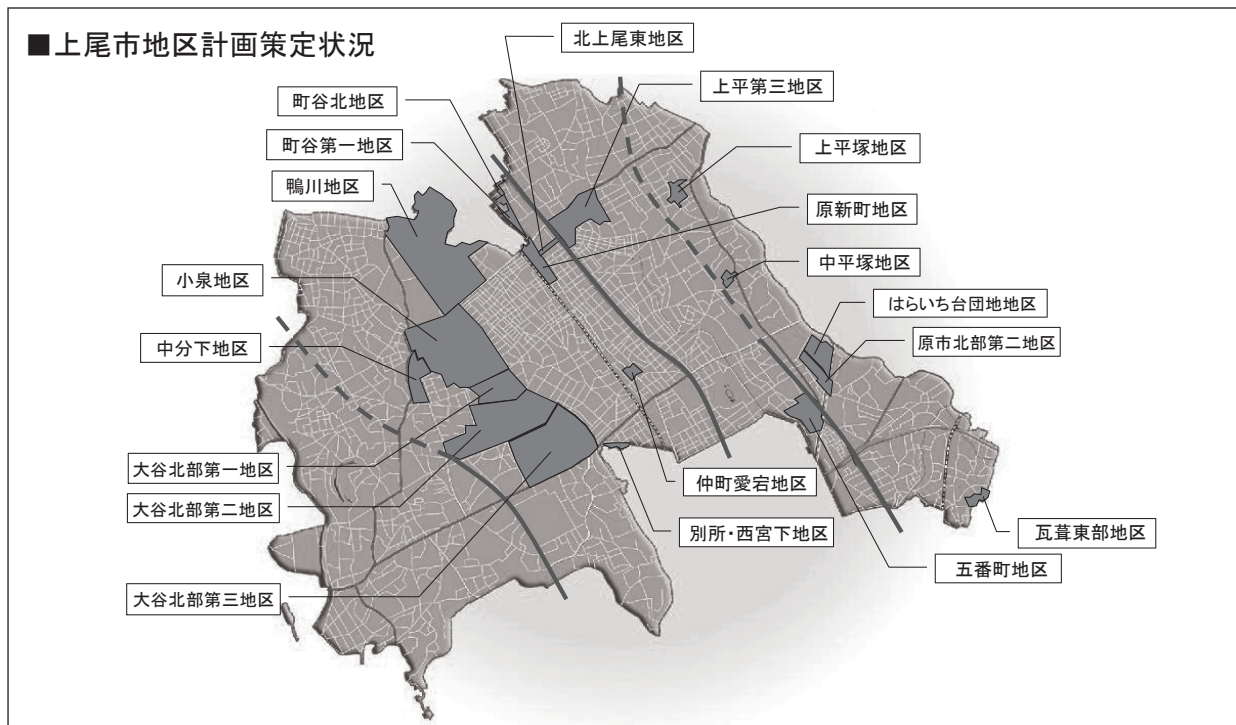 ■上尾市地区計画策定状況
北上尾東地区
上平第三地区
町谷北地区
町谷第一地区
上平塚地区
鴨川地区
原新町地区
小泉地区
中平塚地区
はらいち台団地地区
中分下地区
原市北部第二地区
大谷北部第一地区
仲町愛宕地区
大谷北部第二地区
別所・西宮下地区
瓦葺東部地区
五番町地区
大谷北部第三地区